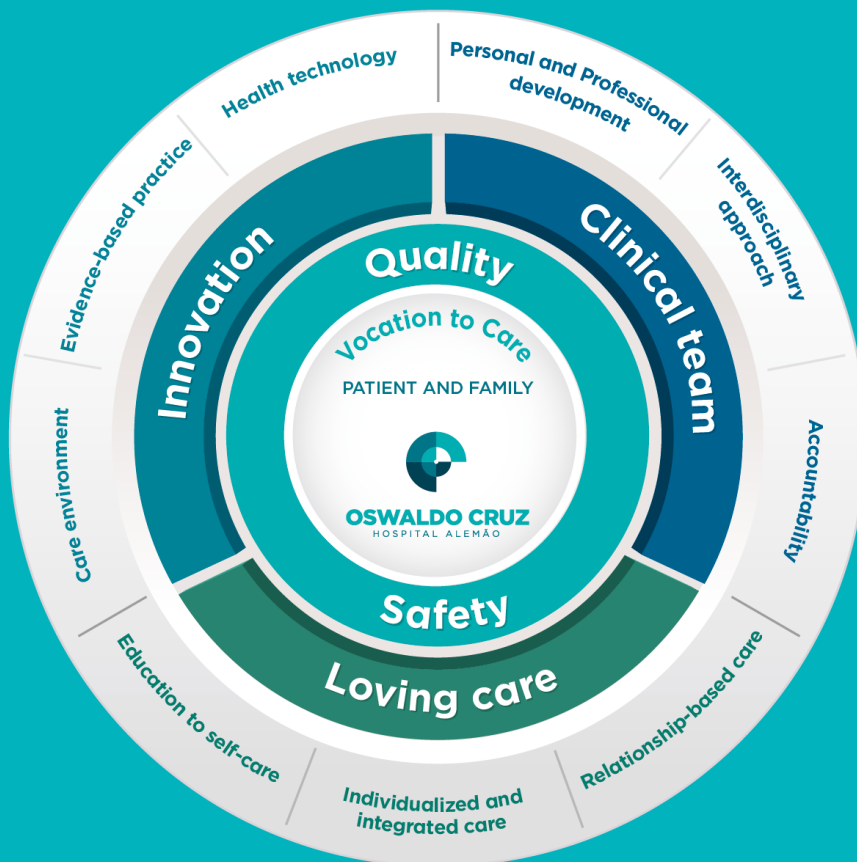 Health technology
Personal and Professional
development
Interdisciplinary
approach
Accountability
Relationship-based care
Individualized and
integrated care
Education to self-care
Care environment
Evidence-based practice
Innovation
Clinical team
Loving care
Quality
Safety
Vocation to Care
PATIENT AND FAMILY
OSWALDO CRUZ
HOSPITAL ALEMÃO